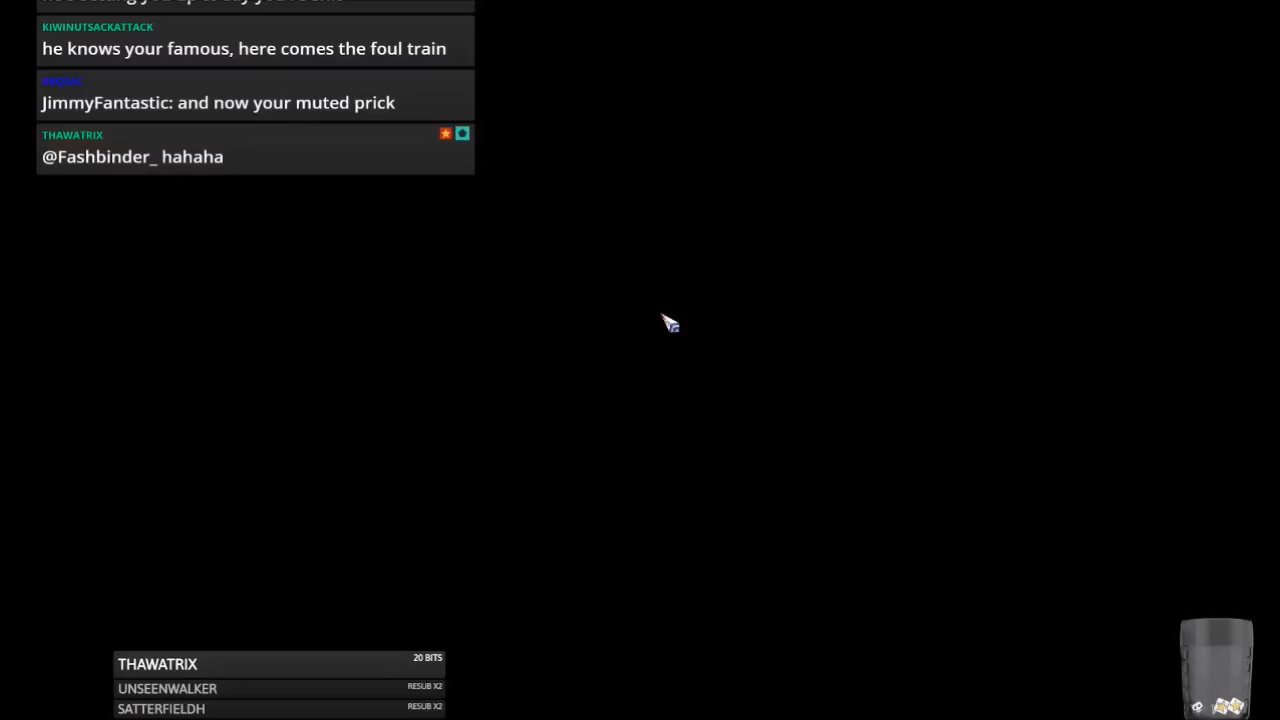 KIWINUTSACKATTACK
he knows your famous, here comes the foul train
JimmyFantastic: and now your muted prick
THAWATRIX
@Fashbinder_ hahaha
THAWATRIX 20 BITS
UNSEENWALKER RESUB X2
SATTERFIELDH RESUB X2